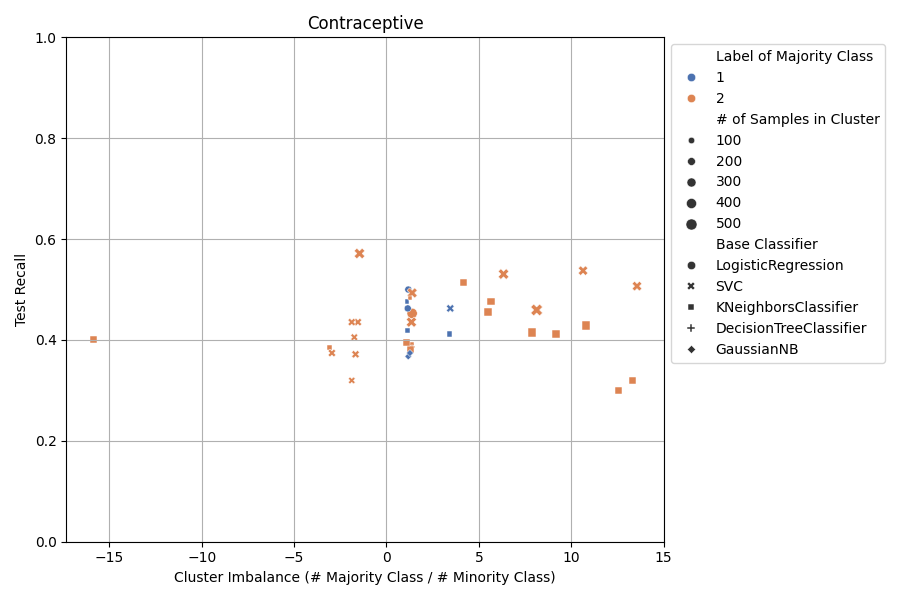 Contraceptive
1.0
0.8
0.6
0.4
0.2
0.0
Test Recall
−15
−10
−5
0
5
10
15
Cluster Imbalance (# Majority Class / # Minority Class)
Label of Majority Class
1
2
# of Samples in Cluster
100
200
300
400
500
Base Classifier
LogisticRegression
SVC
KNeighborsClassifier
DecisionTreeClassifier
GaussianNB